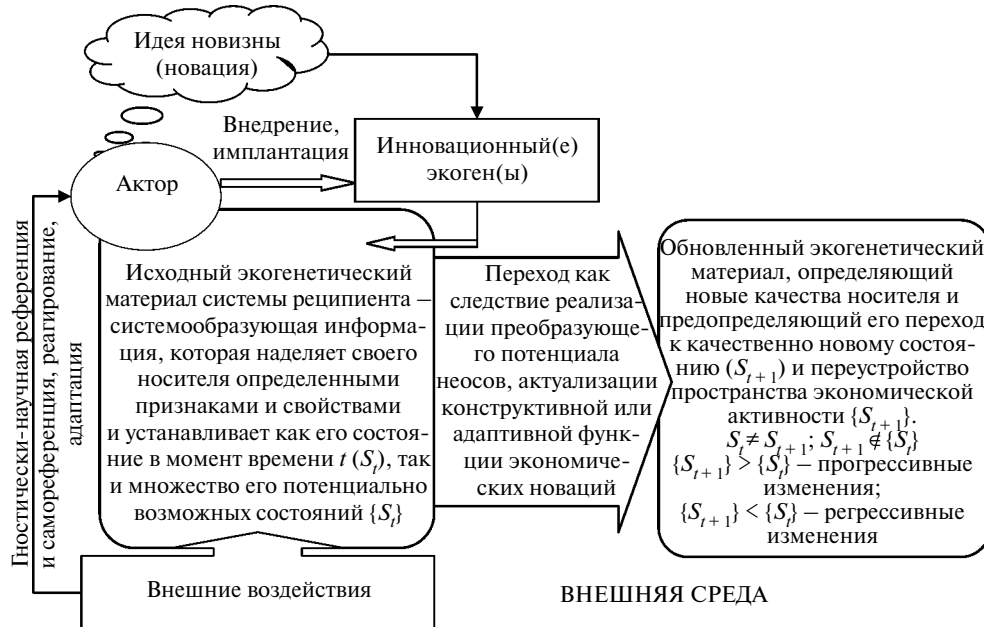 Идея новизны
(новация)
Внедрение,
имплантация
Инновационный(е)
экоген(ы)
Актор
Гностически-научная референция
и самореференция, реагирование,
адаптация
Исходный экогенетический
материал системы реципиента –
системообразующая информа-
ция, которая наделяет своего
носителя определенными
признаками и свойствами
и устанавливает как его состоя-
ние в момент времени t (S_t), так
и множество его потенциально
возможных состояний {S_t}
Переход как
следствие реализа-
ции преобразующе-
го потенциала
неосов, актуализации
конструктивной или
адаптивной функ-
ции экономиче-
ских новаций
Обновленный экогенетический
материал, определяющий
новые качества носителя и
предопределяющий его переход
к качественно новому состоя-
нию (S_{t+1}) и переустройство
пространства экономической
активности {S_{t+1}}.
S_t ≠ S_{t+1}; S_{t+1} ∉ {S_t}
{S_{t+1}} > {S_t} – прогрессивные
изменения;
{S_{t+1}} < {S_t} – регрессивные
изменения
Внешние воздействия
ВНЕШНЯЯ СРЕДА